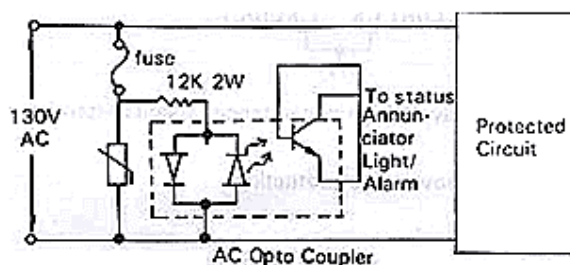 fuse
12K 2W
130V
AC
To status
Annun-
ciator
Light/
Alarm
Protected
Circuit
AC Opto Coupler